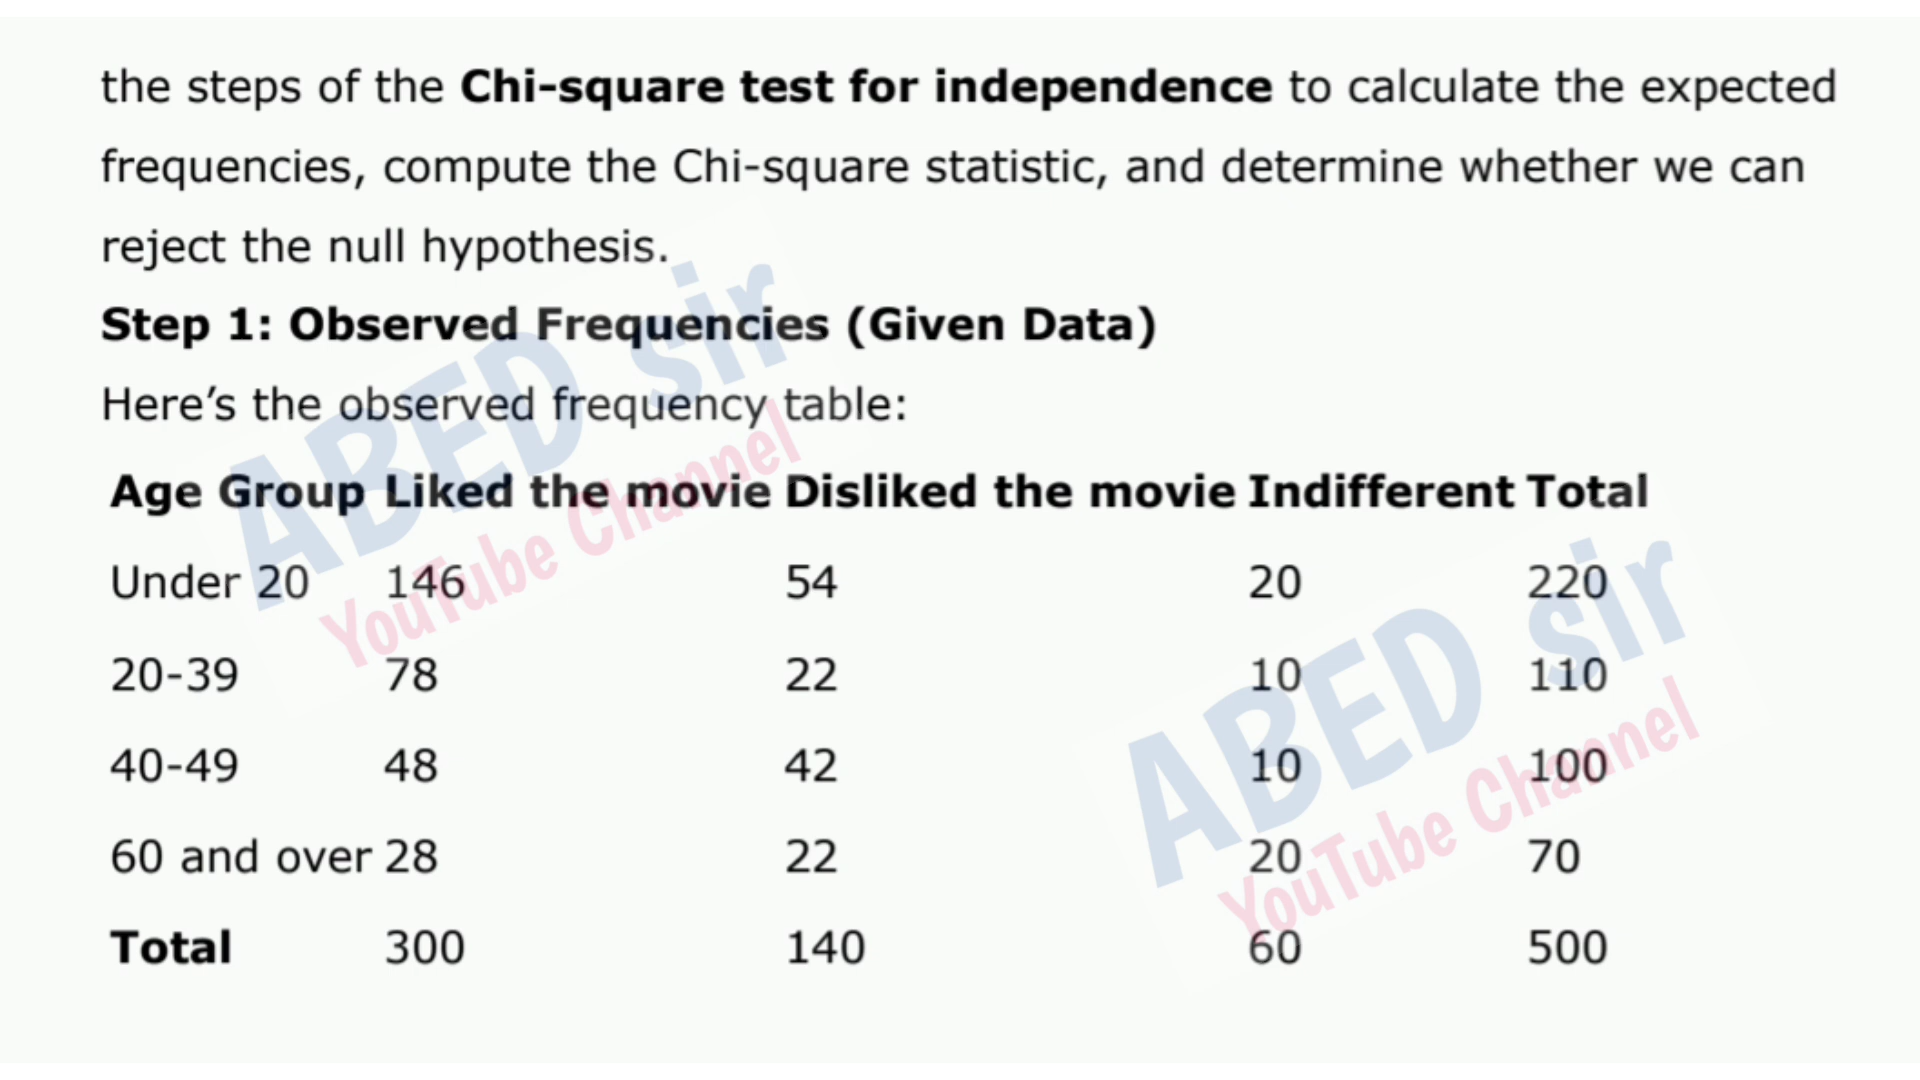 the steps of the Chi-square test for independence to calculate the expected
frequencies, compute the Chi-square statistic, and determine whether we can
reject the null hypothesis.
Step 1: Observed Frequencies (Given Data)
Here’s the observed frequency table:
Age Group Liked the movie Disliked the movie Indifferent Total
Under 20 146 54 20 220
20-39 78 22 10 110
40-49 48 42 10 100
60 and over 28 22 20 70
Total 300 140 60 500
ABED sir
YouTube Channel
ABED sir
YouTube Channel